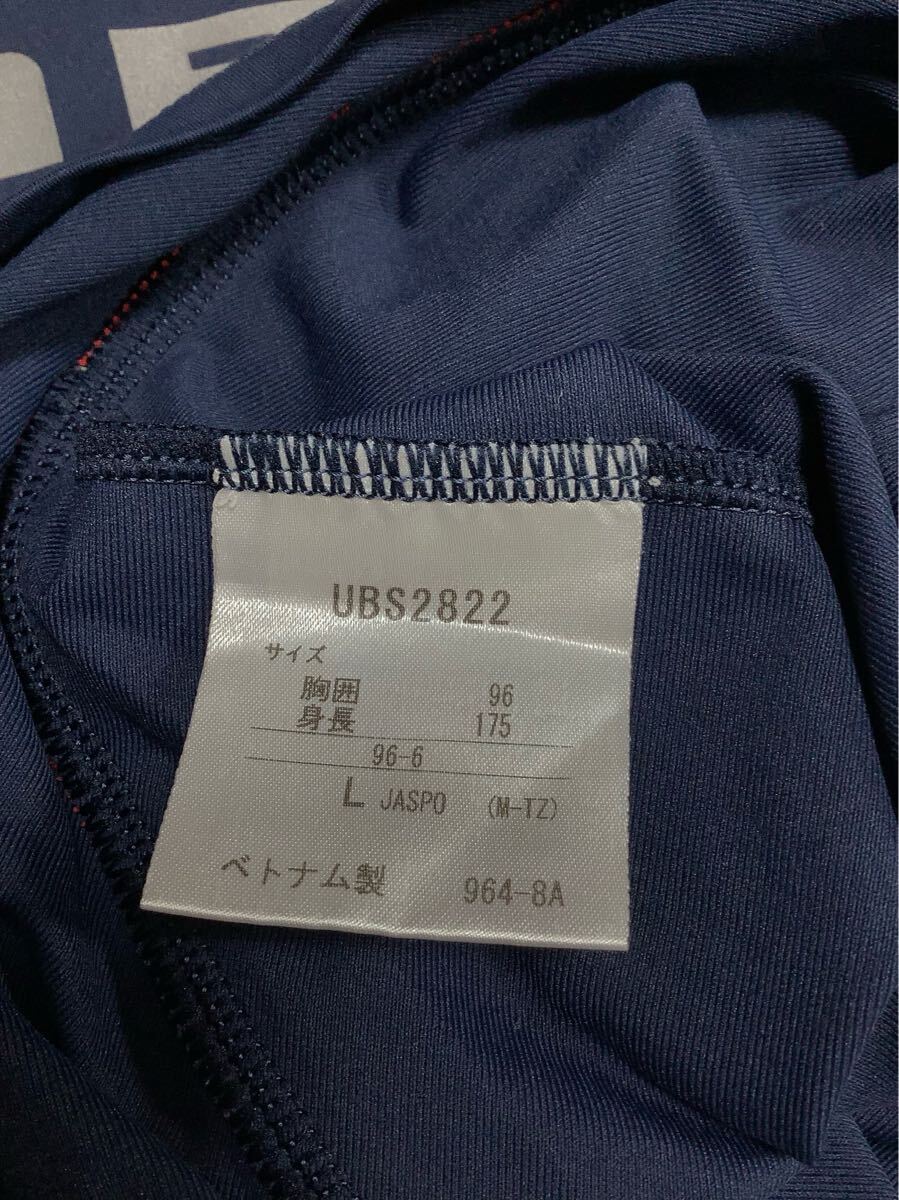 UBS2822
サイズ
胸囲 96
身長 175
96-6
L JASPO (M-TZ)
ベトナム製 964-8A